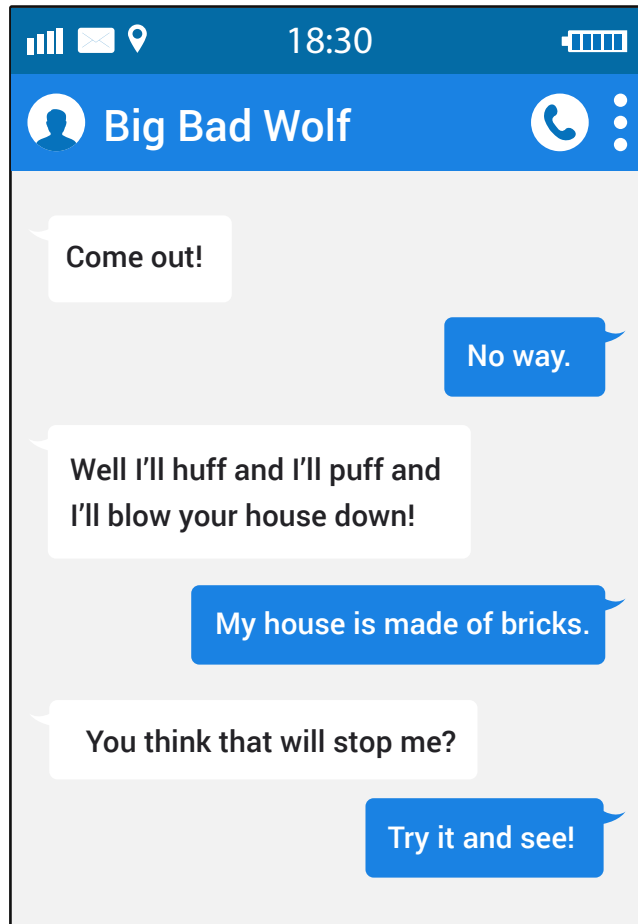 18:30
Big Bad Wolf
Come out!
No way.
Well I’ll huff and I’ll puff and
I’ll blow your house down!
My house is made of bricks.
You think that will stop me?
Try it and see!